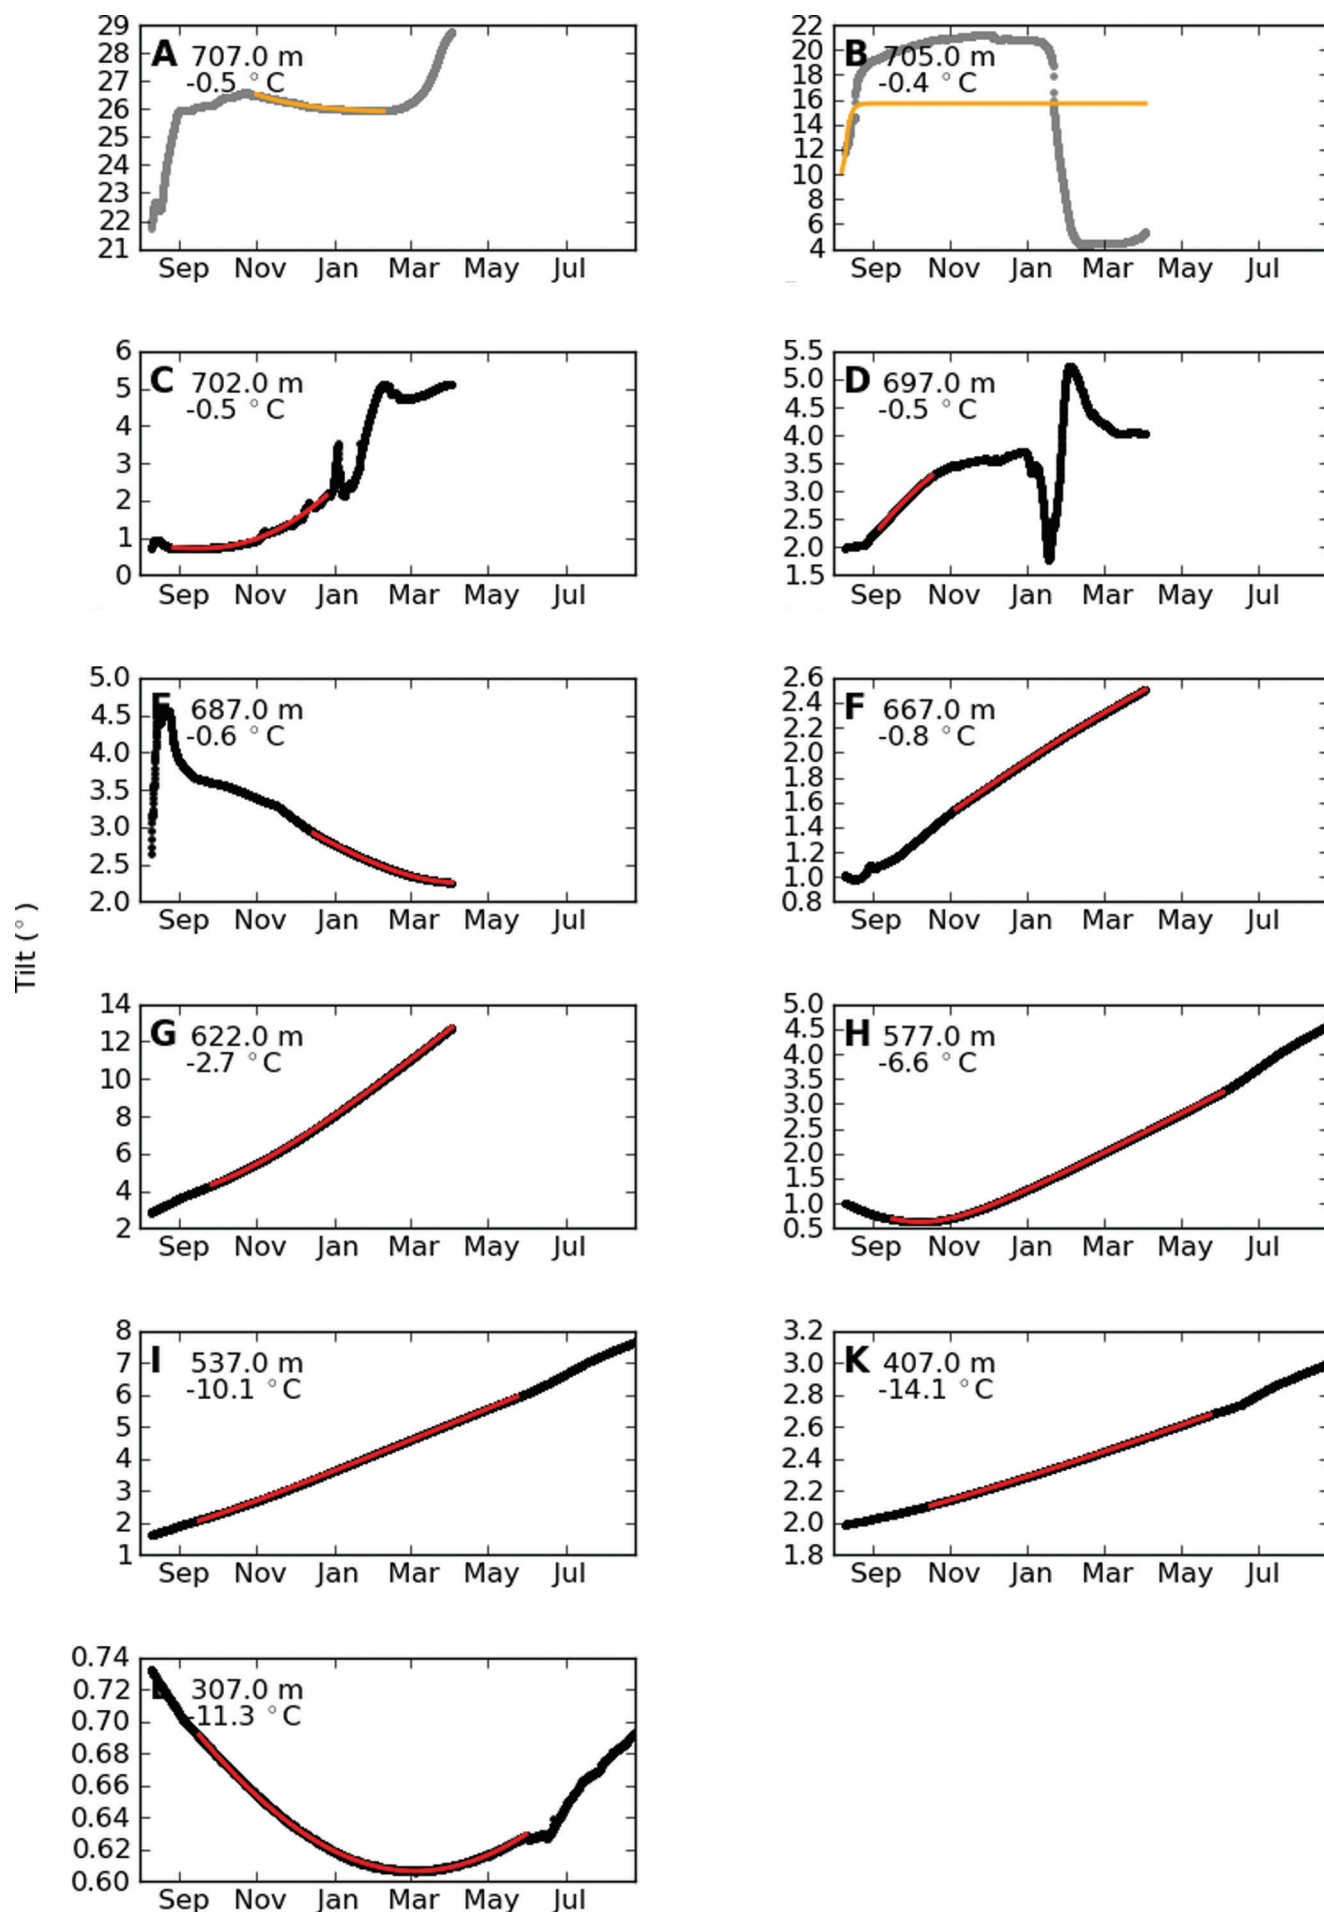 Tilt (°)
A 707.0 m
-0.5 °C
29
28
27
26
25
24
23
22
21
Sep Nov Jan Mar May Jul
B 705.0 m
-0.4 °C
22
20
18
16
14
12
10
8
6
4
Sep Nov Jan Mar May Jul
C 702.0 m
-0.5 °C
6
5
4
3
2
1
0
Sep Nov Jan Mar May Jul
D 697.0 m
-0.5 °C
5.5
5.0
4.5
4.0
3.5
3.0
2.5
2.0
1.5
Sep Nov Jan Mar May Jul
E 687.0 m
-0.6 °C
5.0
4.5
4.0
3.5
3.0
2.5
2.0
Sep Nov Jan Mar May Jul
F 667.0 m
-0.8 °C
2.6
2.4
2.2
2.0
1.8
1.6
1.4
1.2
1.0
0.8
Sep Nov Jan Mar May Jul
G 622.0 m
-2.7 °C
14
12
10
8
6
4
2
Sep Nov Jan Mar May Jul
H 577.0 m
-6.6 °C
5.0
4.5
4.0
3.5
3.0
2.5
2.0
1.5
1.0
0.5
Sep Nov Jan Mar May Jul
I 537.0 m
-10.1 °C
8
7
6
5
4
3
2
1
Sep Nov Jan Mar May Jul
K 407.0 m
-14.1 °C
3.2
3.0
2.8
2.6
2.4
2.2
2.0
1.8
Sep Nov Jan Mar May Jul
307.0 m
-11.3 °C
0.74
0.72
0.70
0.68
0.66
0.64
0.62
0.60
Sep Nov Jan Mar May Jul